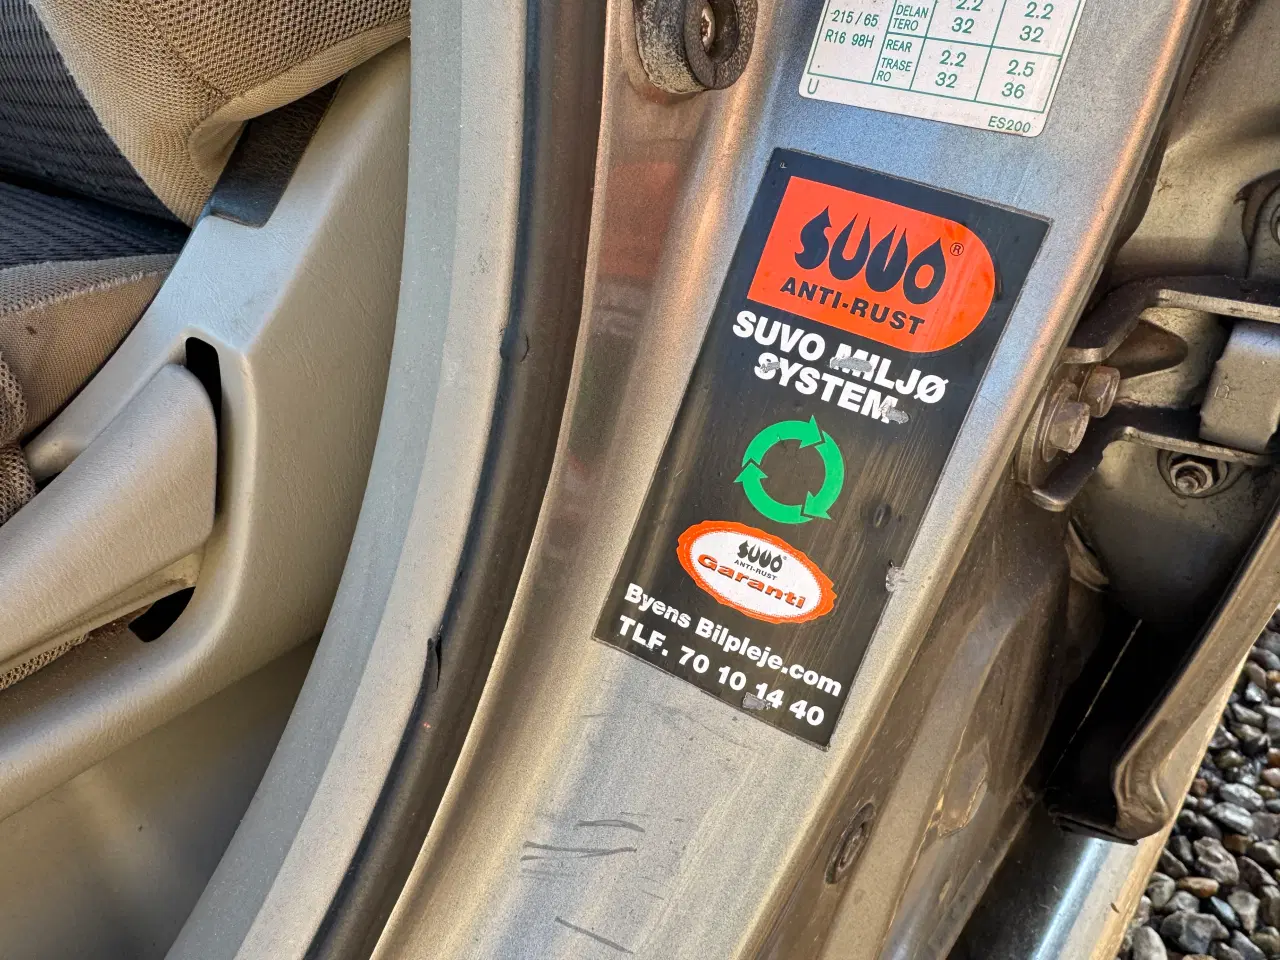 DELAN
TERO
2.2
32
2.2
32
215/65
R16 98H
REAR
TRASE
RO
2.2
32
2.5
36
U
ES200
SUVO®
ANTI-RUST
SUVO MILJØ
SYSTEM
SUVO®
ANTI-RUST
Garanti
Byens Bilpleje.com
TLF. 70 10 14 40